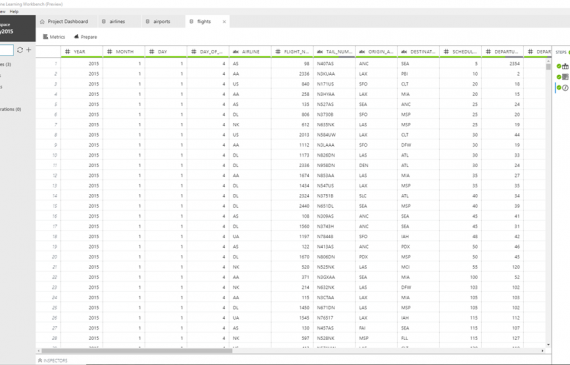 ne Learning Workbench (Preview)
View Help
space
y2015
Project Dashboard airlines airports flights
Metrics Prepare
YEAR MONTH DAY DAY_OF_... AIRLINE FLIGHT_N... TAIL_NUM... ORIGIN_A... DESTINAT... SCHEDUL... DEPARTU... DEPAR
1 2015 1 1 4 AS 98 N407AS ANC SEA 5 2354
2 2015 1 1 4 AA 2336 N3KUAA LAX PBI 10 2
3 2015 1 1 4 US 840 N171US SFO CLT 20 18
4 2015 1 1 4 AA 258 N3HYAA LAX MIA 20 15
5 2015 1 1 4 AS 135 N527AS SEA ANC 25 24
6 2015 1 1 4 DL 806 N3730B SFO MSP 25 20
7 2015 1 1 4 NK 612 N635NK LAS MSP 25 19
8 2015 1 1 4 US 2013 N584UW LAX CLT 30 44
9 2015 1 1 4 AA 1112 N3LAAA SFO DFW 30 19
10 2015 1 1 4 DL 1173 N826DN LAS ATL 30 33
11 2015 1 1 4 DL 2336 N958DN DEN ATL 30 24
12 2015 1 1 4 AA 1674 N853AA LAS MIA 35 27
13 2015 1 1 4 DL 1434 N547US LAX MSP 35 35
14 2015 1 1 4 DL 2324 N3751B SLC ATL 40 34
15 2015 1 1 4 DL 2440 N651DL SEA MSP 40 39
16 2015 1 1 4 AS 108 N309AS ANC SEA 45 41
17 2015 1 1 4 DL 1560 N3743H ANC SEA 45 31
18 2015 1 1 4 UA 1197 N78448 SFO IAH 48 42
19 2015 1 1 4 AS 122 N413AS ANC PDX 50 46
20 2015 1 1 4 DL 1670 N806DN PDX MSP 50 45
21 2015 1 1 4 NK 520 N525NK LAS MCI 55 120
22 2015 1 1 4 AA 371 N3GXAA SEA MIA 100 52
23 2015 1 1 4 NK 214 N632NK LAS DFW 103 102
24 2015 1 1 4 AA 115 N3CTAA LAX MIA 105 103
25 2015 1 1 4 DL 1450 N671DN LAS MSP 105 102
26 2015 1 1 4 UA 1545 N76517 LAX IAH 115 112
27 2015 1 1 4 AS 130 N457AS FAI SEA 115 107
28 2015 1 1 4 NK 597 N528NK MSP FLL 115 127
INSPECTORS